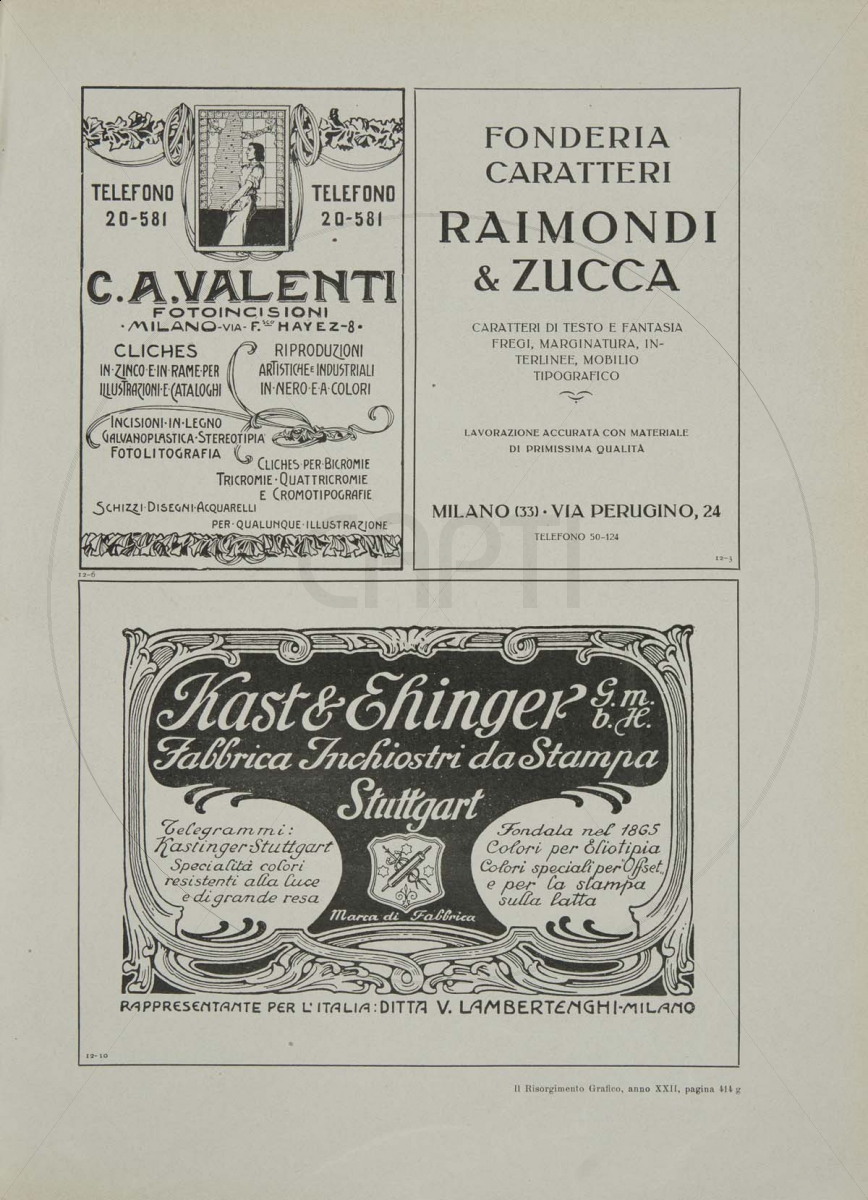 TELEFONO
20-581
TELEFONO
20-581
C. A. VALENTI
FOTOINCISIONI
·MILANO-VIA-F.sco HAYEZ-8·
CLICHES
IN·ZINCO·E·IN·RAME·PER
ILLUSTRAZIONI·E·CATALOGHI
RIPRODUZIONI
ARTISTICHE E INDUSTRIALI
IN·NERO·E·A·COLORI
INCISIONI·IN·LEGNO
GALVANOPLASTICA·STEREOTIPIA
FOTOLITOGRAFIA
CLICHES·PER·BICROMIE
TRICROMIE·QUATTRICROMIE
E CROMOTIPOGRAFIE
SCHIZZI·DISEGNI·ACQUARELLI
PER·QUALUNQUE·ILLUSTRAZIONE
12-6
FONDERIA
CARATTERI
RAIMONDI
& ZUCCA
CARATTERI DI TESTO E FANTASIA
FREGI, MARGINATURA, IN-
TERLINEE, MOBILIO
TIPOGRAFICO
LAVORAZIONE ACCURATA CON MATERIALE
DI PRIMISSIMA QUALITÀ
MILANO (33) · VIA PERUGINO, 24
TELEFONO 50-124
12-3
CAPTI
Kast & Ehinger G. m. b. H.
Fabbrica Inchiostri da Stampa
Stuttgart
Telegrammi:
Kastinger Stuttgart
Specialità colori
resistenti alla luce
e di grande resa
Fondata nel 1865
Colori per Eliotipia
Colori speciali per Offset
e per la stampa
sulla latta
Marca di Fabbrica
RAPPRESENTANTE PER L'ITALIA: DITTA V. LAMBERTENGHI-MILANO
12-10
Il Risorgimento Grafico, anno XXII, pagina 414 g